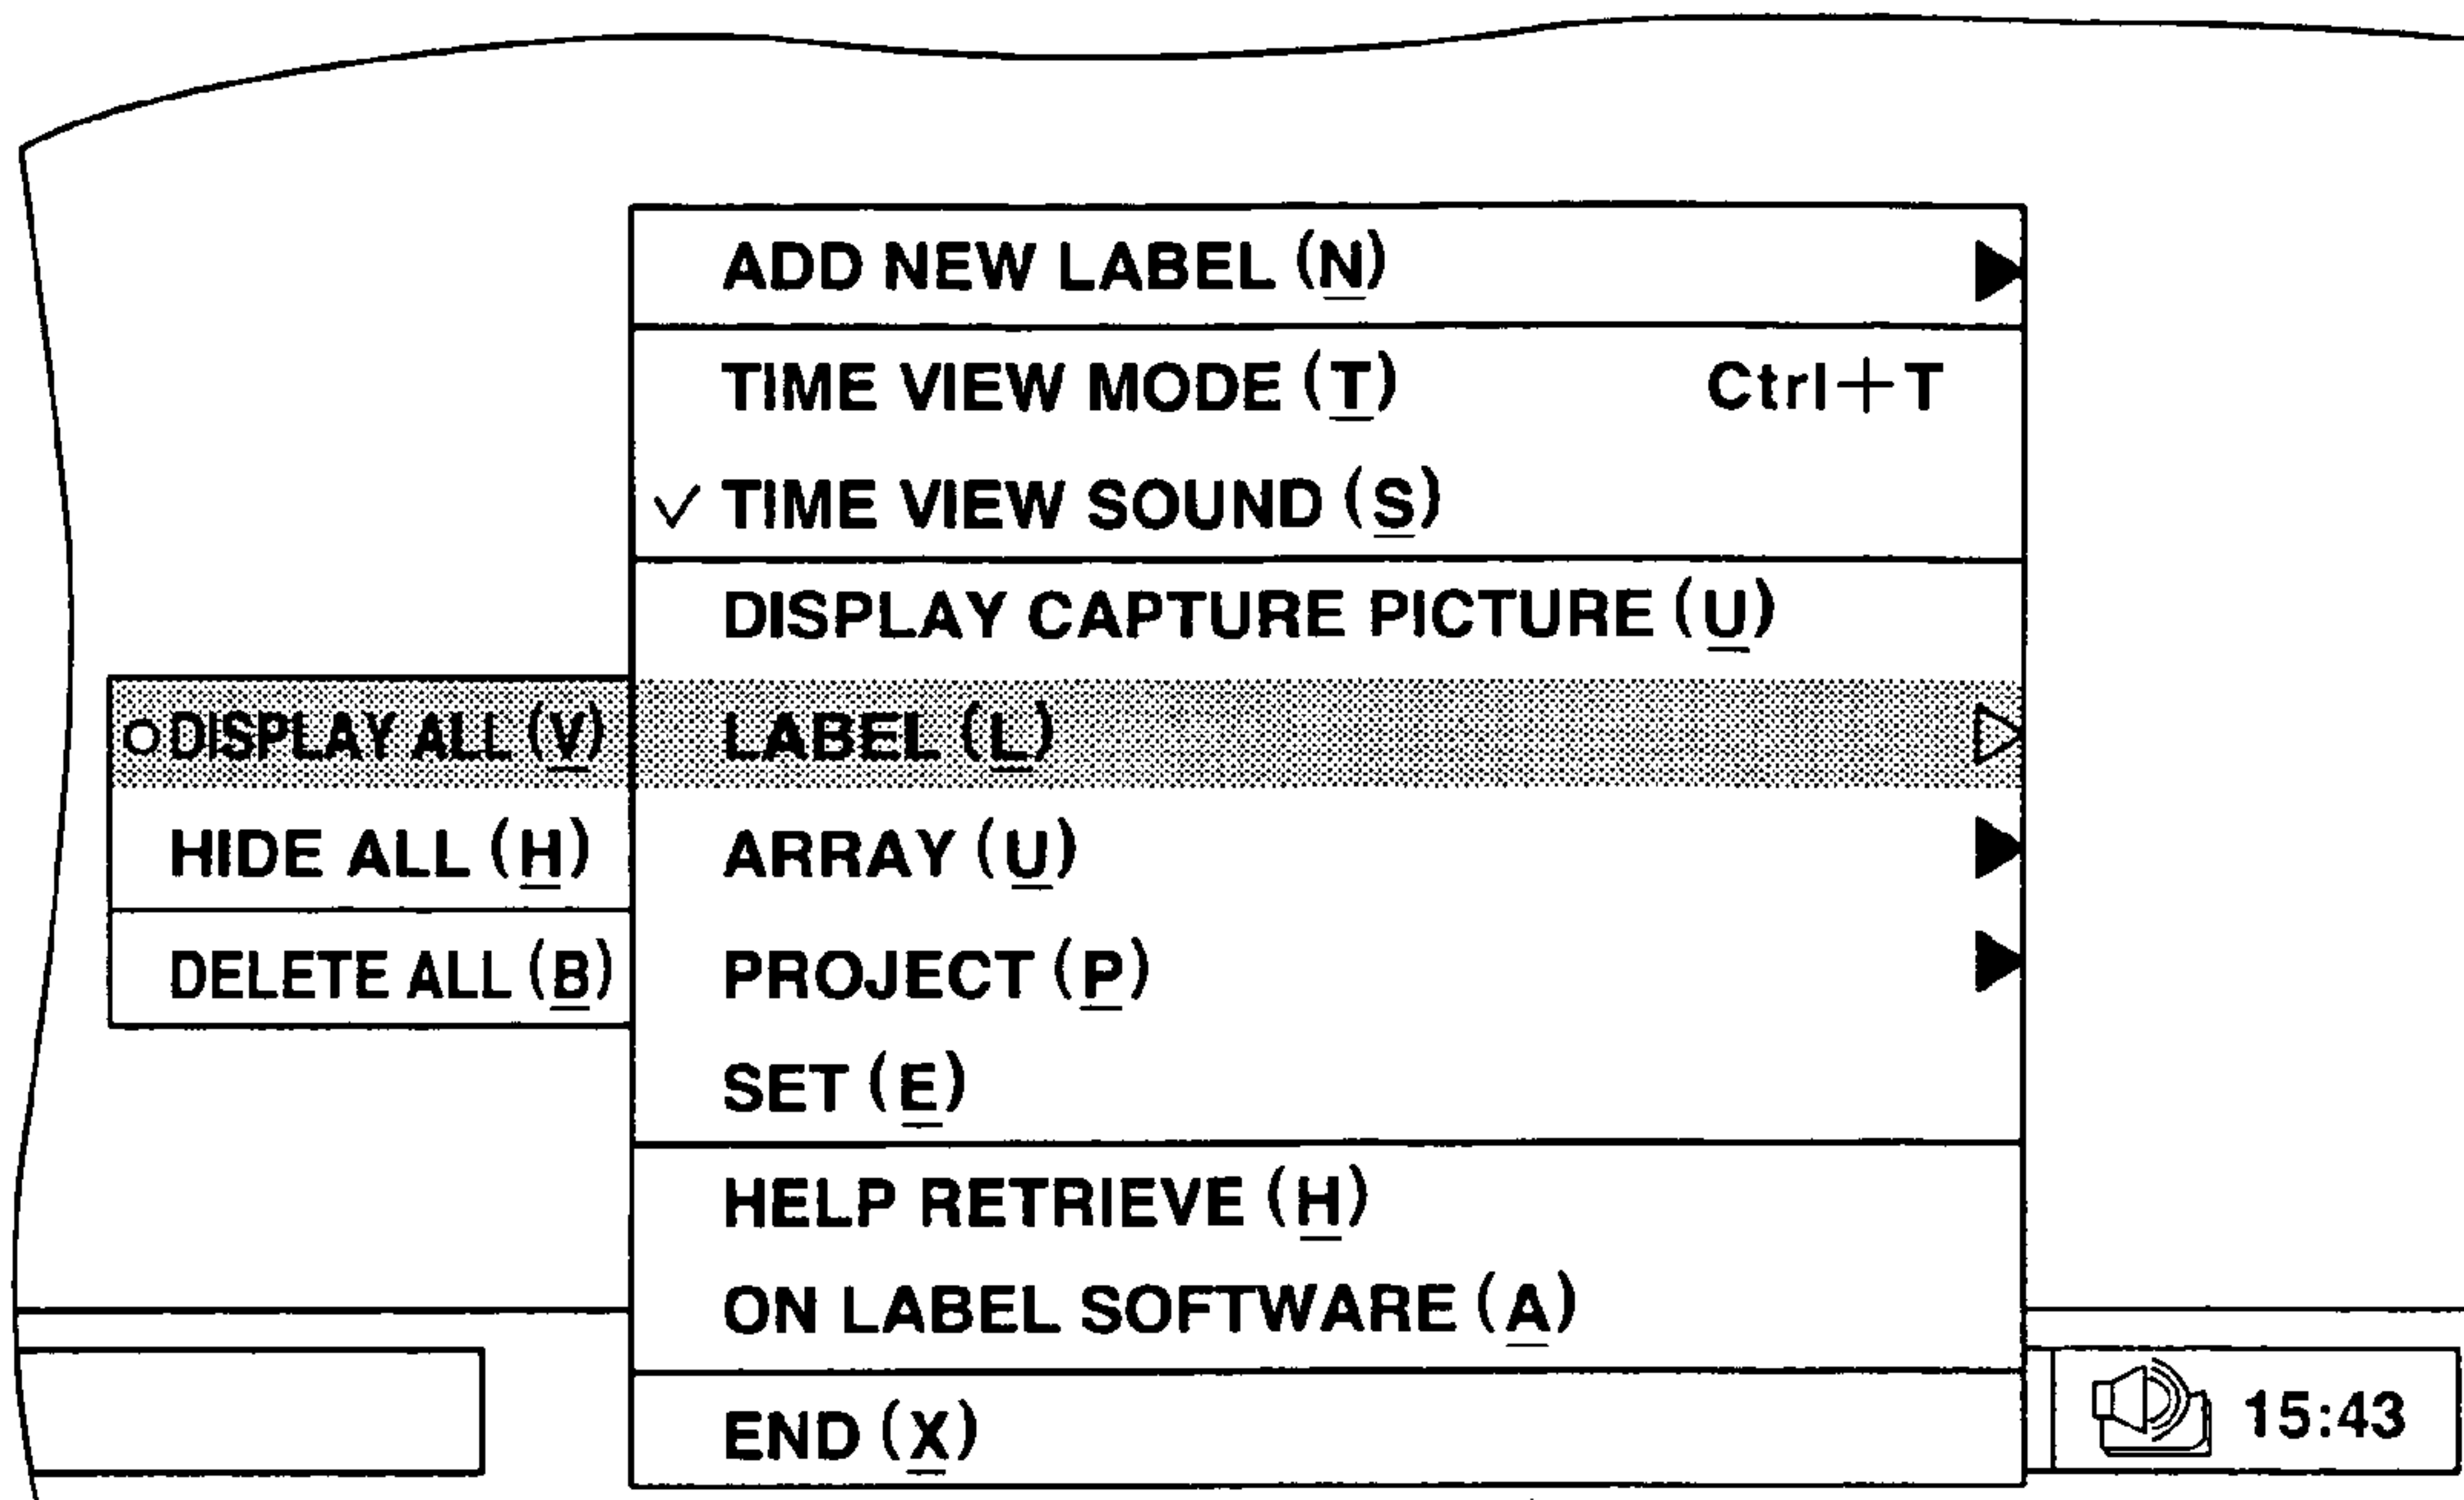 ADD NEW LABEL (N)
TIME VIEW MODE (T) Ctrl+T
✓ TIME VIEW SOUND (S)
DISPLAY CAPTURE PICTURE (U)
LABEL (L)
ARRAY (U)
PROJECT (P)
SET (E)
HELP RETRIEVE (H)
ON LABEL SOFTWARE (A)
END (X)
○DISPLAY ALL (V)
HIDE ALL (H)
DELETE ALL (B)
15:43